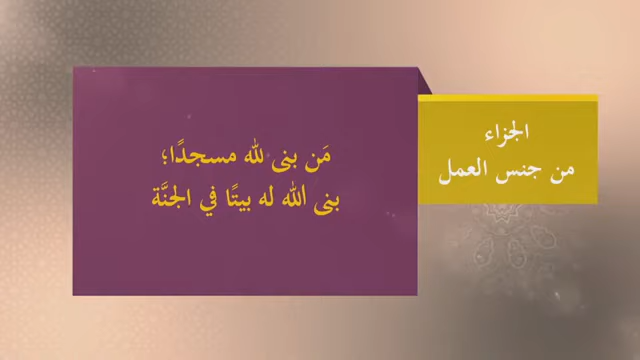 الجزاء
من جنس العمل
مَن بنى لله مسجدًا؛
بنى الله له بيتًا في الجنَّة